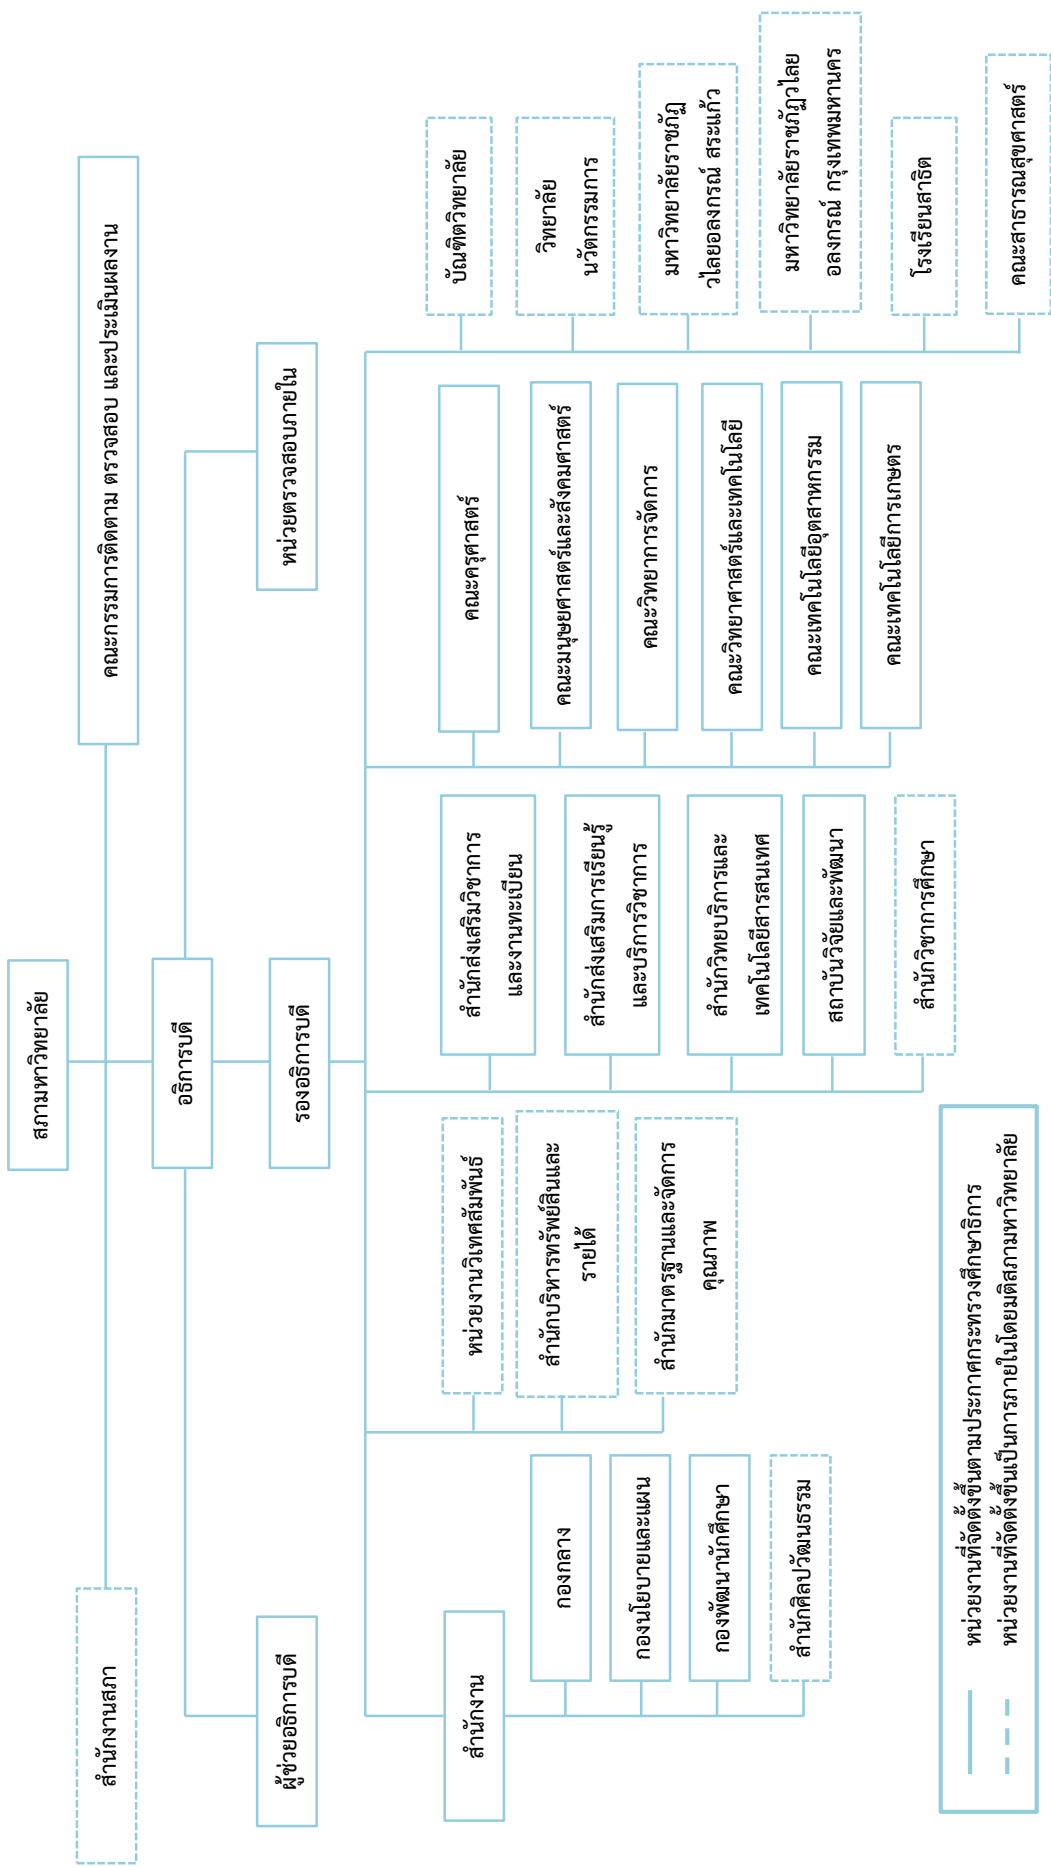 สภามหาวิทยาลัย
สำนักงานสภา
คณะกรรมการติดตาม ตรวจสอบ และประเมินผลงาน
อธิการบดี
ผู้ช่วยอธิการบดี
รองอธิการบดี
หน่วยตรวจสอบภายใน
สำนักงาน
กองกลาง
กองนโยบายและแผน
กองพัฒนานักศึกษา
สำนักศิลปวัฒนธรรม
หน่วยงานวิเทศสัมพันธ์
สำนักบริหารทรัพย์สินและ
รายได้
สำนักมาตรฐานและจัดการ
คุณภาพ
สำนักส่งเสริมวิชาการ
และงานทะเบียน
สำนักส่งเสริมการเรียนรู้
และบริการวิชาการ
สำนักวิทยบริการและ
เทคโนโลยีสารสนเทศ
สถาบันวิจัยและพัฒนา
สำนักวิชาการศึกษา
คณะครุศาสตร์
คณะมนุษยศาสตร์และสังคมศาสตร์
คณะวิทยาการจัดการ
คณะวิทยาศาสตร์และเทคโนโลยี
คณะเทคโนโลยีอุตสาหกรรม
คณะเทคโนโลยีการเกษตร
บัณฑิตวิทยาลัย
วิทยาลัย
นวัตกรรมการ
มหาวิทยาลัยราชภัฏ
วไลยอลงกรณ์ สระแก้ว
มหาวิทยาลัยราชภัฏวไลย
อลงกรณ์ กรุงเทพมหานคร
โรงเรียนสาธิต
คณะสาธารณสุขศาสตร์
หน่วยงานที่จัดตั้งขึ้นตามประกาศกระทรวงศึกษาธิการ
หน่วยงานที่จัดตั้งขึ้นเป็นการภายในโดยมติสภามหาวิทยาลัย